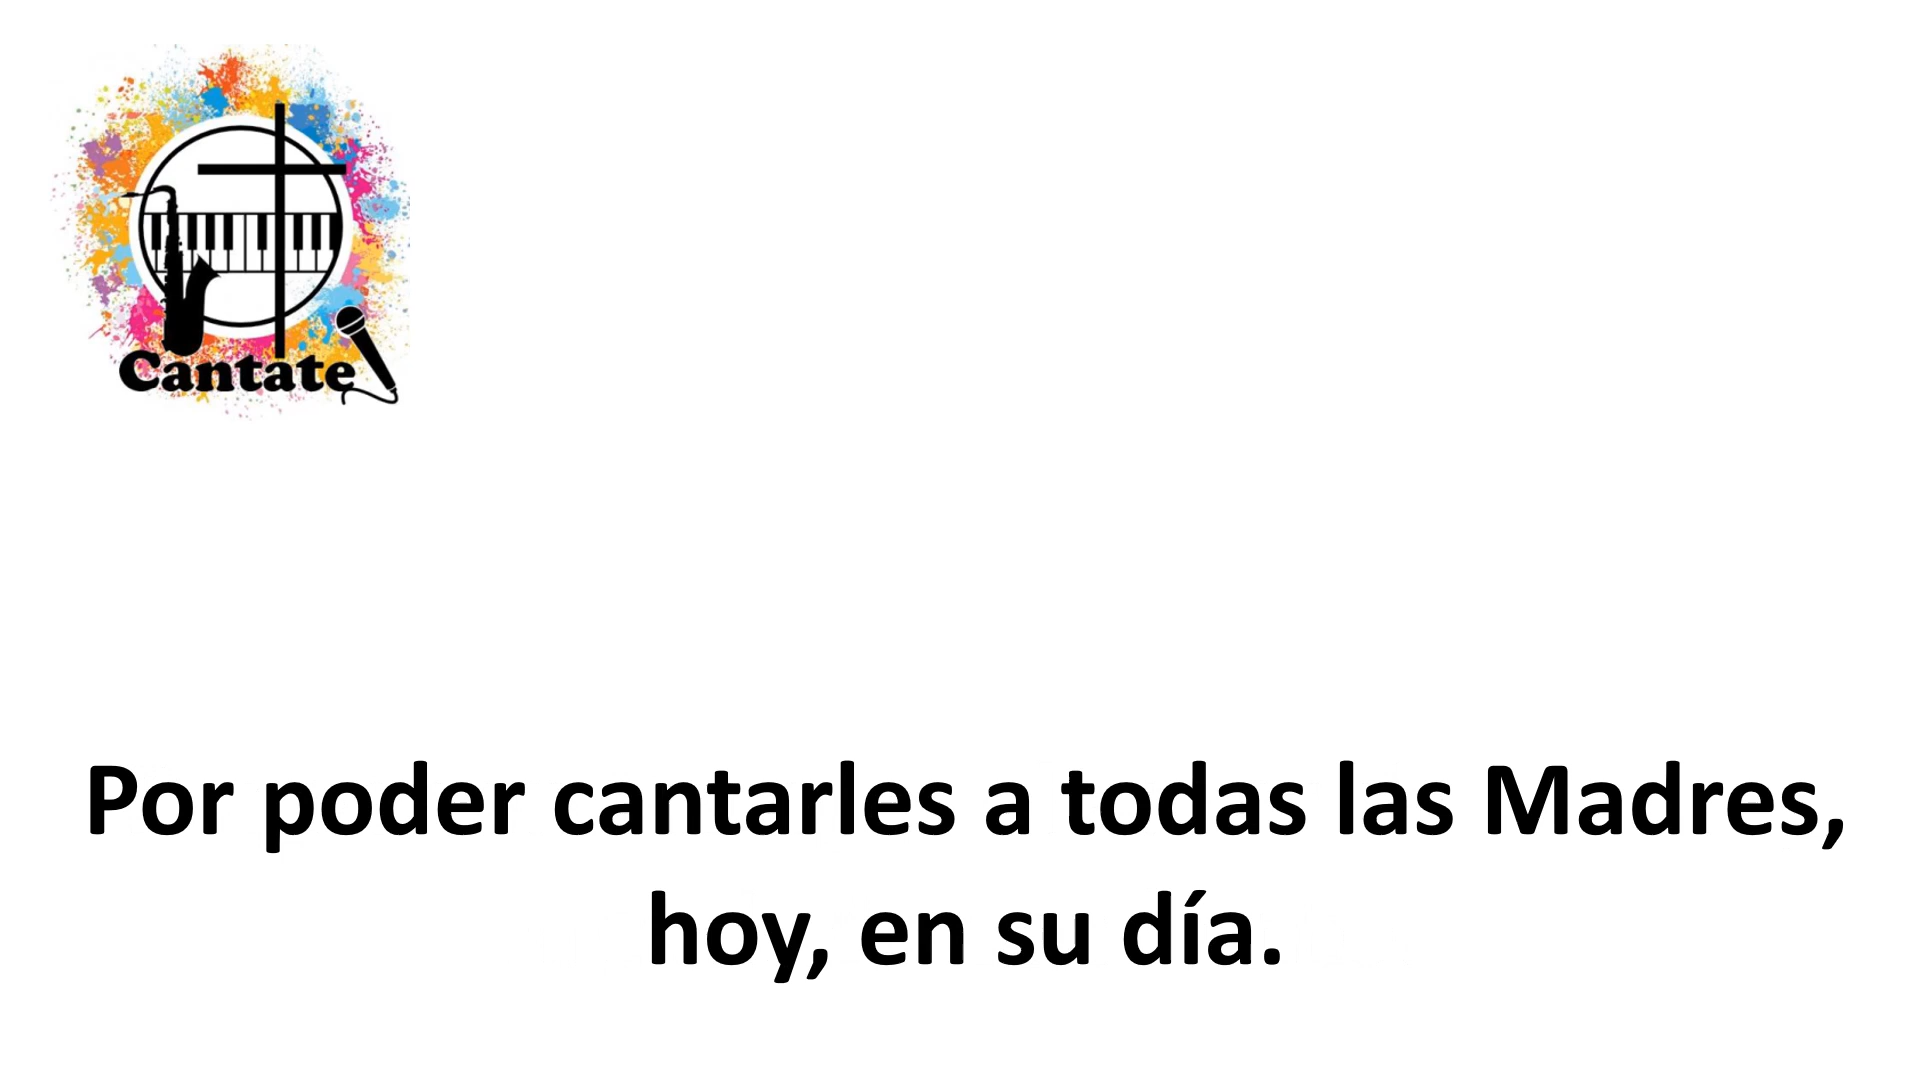 Cantate
Por poder cantarles a todas las Madres,
hoy, en su día.